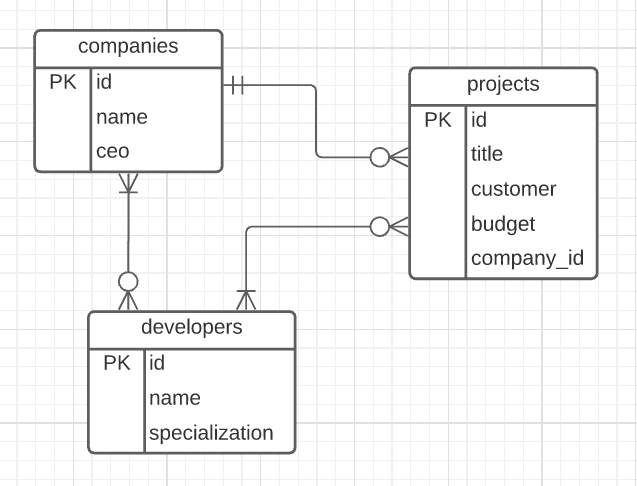 companies
PK id
name
ceo
projects
PK id
title
customer
budget
company_id
developers
PK id
name
specialization